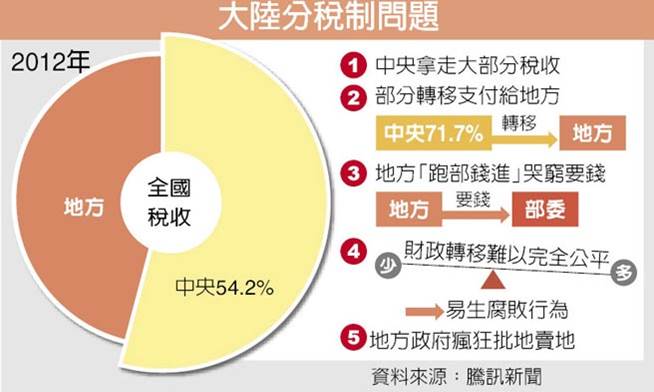 大陸分稅制問題
2012年
地方
全國
稅收
中央54.2%
1 中央拿走大部分稅收
2 部分轉移支付給地方
中央71.7% 轉移 地方
3 地方「跑部錢進」哭窮要錢
地方 要錢 部委
4 財政轉移難以完全公平
少 多
易生腐敗行為
5 地方政府瘋狂批地賣地
資料來源：騰訊新聞